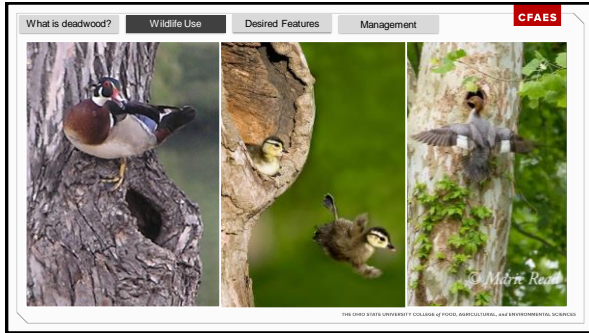 What is deadwood?
Wildlife Use
Desired Features
Management
CFAES
© Marie Read
THE OHIO STATE UNIVERSITY COLLEGE of FOOD, AGRICULTURAL, and ENVIRONMENTAL SCIENCES